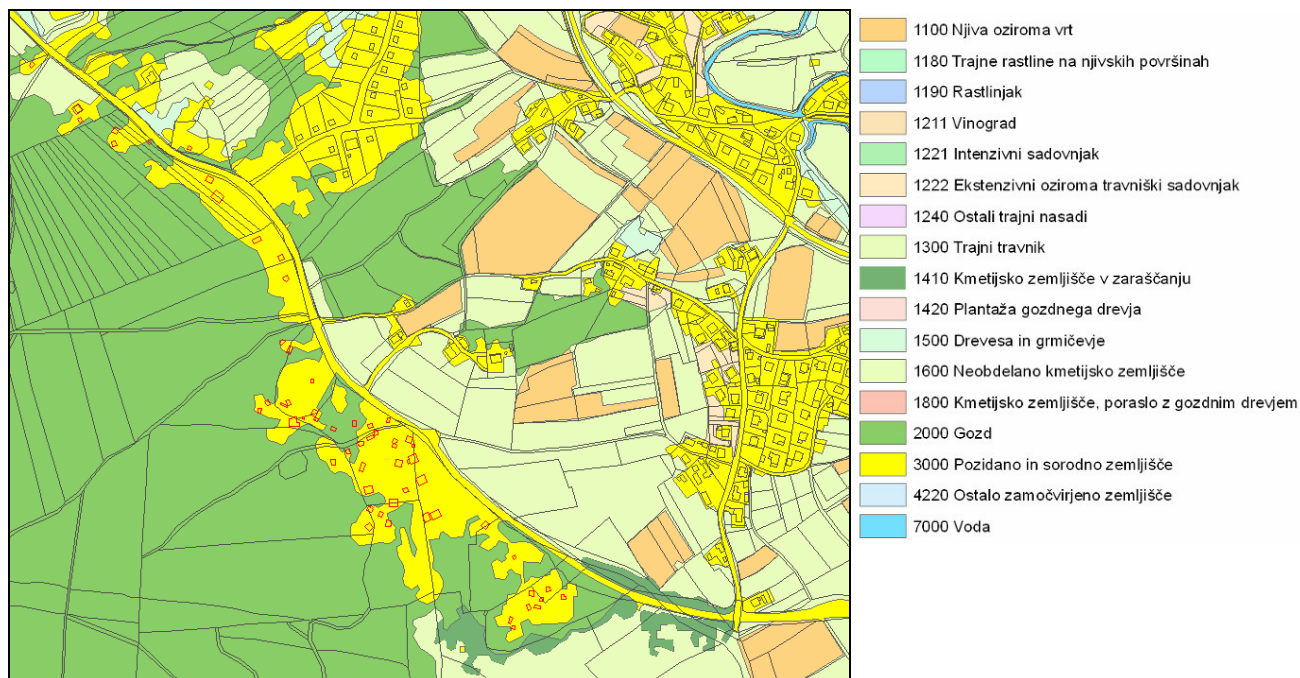 1100 Njiva oziroma vrt
1180 Trajne rastline na njivskih površinah
1190 Rastlinjak
1211 Vinograd
1221 Intenzivni sadovnjak
1222 Ekstenzivni oziroma travniški sadovnjak
1240 Ostali trajni nasadi
1300 Trajni travnik
1410 Kmetijsko zemljišče v zaraščanju
1420 Plantaža gozdnega drevja
1500 Drevesa in grmičevje
1600 Neobdelano kmetijsko zemljišče
1800 Kmetijsko zemljišče, poraslo z gozdnim drevjem
2000 Gozd
3000 Pozidano in sorodno zemljišče
4220 Ostalo zamočvirjeno zemljišče
7000 Voda